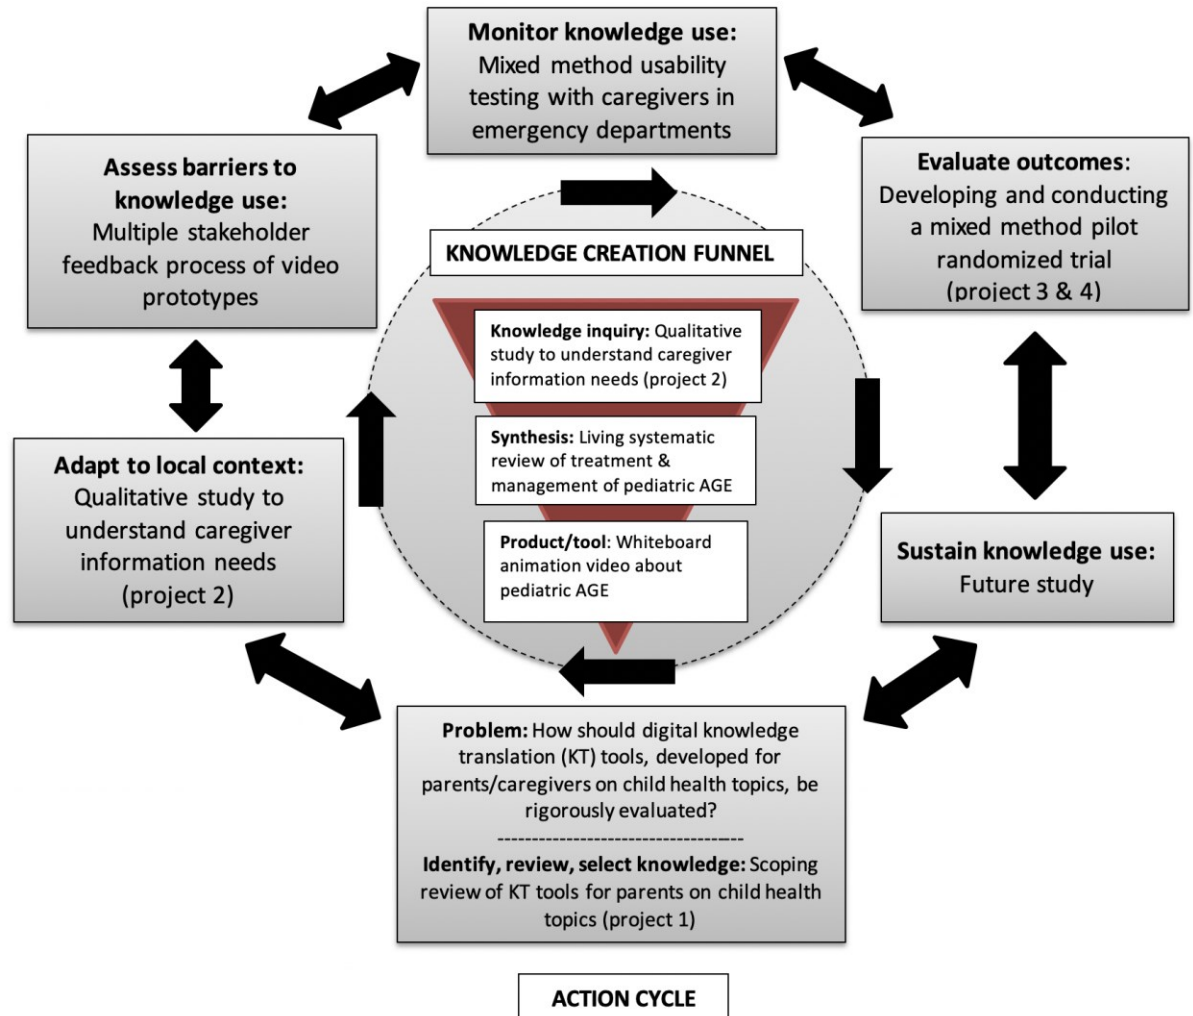 Monitor knowledge use:
Mixed method usability
testing with caregivers in
emergency departments
Assess barriers to
knowledge use:
Multiple stakeholder
feedback process of video
prototypes
Evaluate outcomes:
Developing and conducting
a mixed method pilot
randomized trial
(project 3 & 4)
KNOWLEDGE CREATION FUNNEL
Knowledge inquiry: Qualitative
study to understand caregiver
information needs (project 2)
Synthesis: Living systematic
review of treatment &
management of pediatric AGE
Product/tool: Whiteboard
animation video about
pediatric AGE
Adapt to local context:
Qualitative study to
understand caregiver
information needs
(project 2)
Sustain knowledge use:
Future study
Problem: How should digital knowledge
translation (KT) tools, developed for
parents/caregivers on child health topics, be
rigorously evaluated?
Identify, review, select knowledge: Scoping
review of KT tools for parents on child health
topics (project 1)
ACTION CYCLE